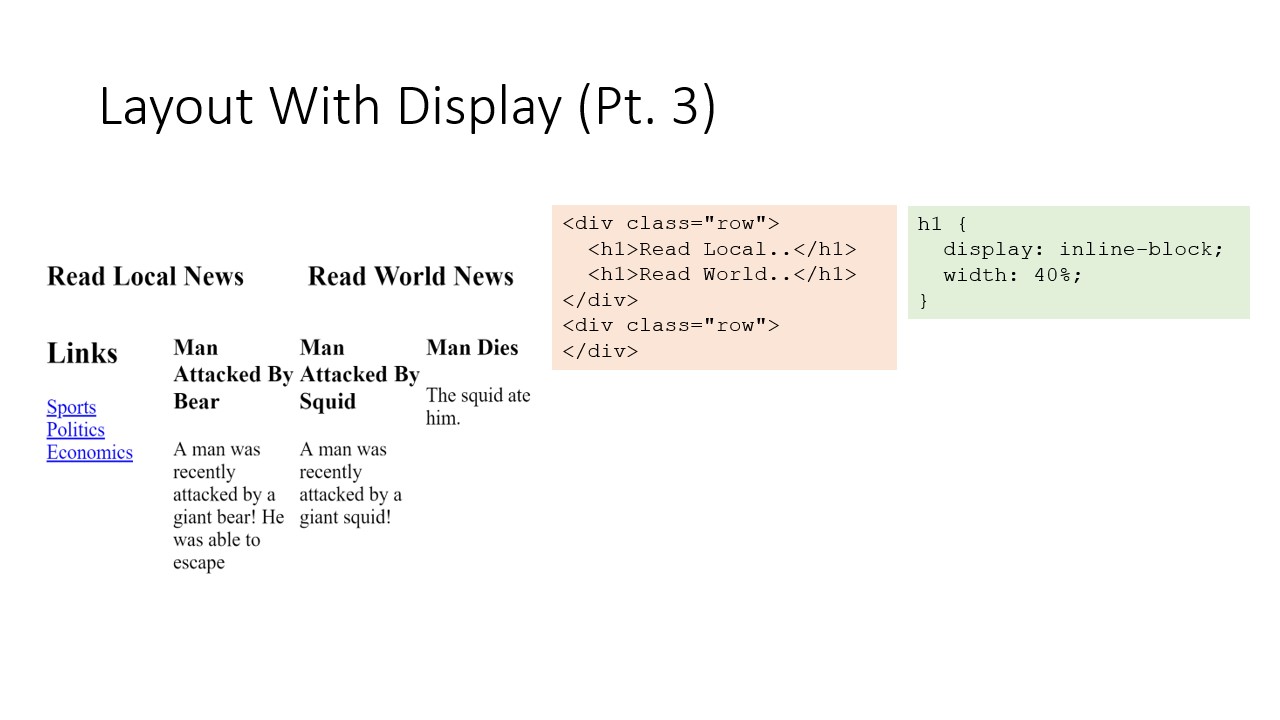 Layout With Display (Pt. 3)
Read Local News
Read World News
Links
Sports
Politics
Economics
Man
Attacked By
Bear
A man was
recently
attacked by a
giant bear! He
was able to
escape
Man
Attacked By
Squid
A man was
recently
attacked by a
giant squid!
Man Dies
The squid ate
him.
<div class="row">
  <h1>Read Local..</h1>
  <h1>Read World..</h1>
</div>
<div class="row">
</div>
h1 {
  display: inline-block;
  width: 40%;
}